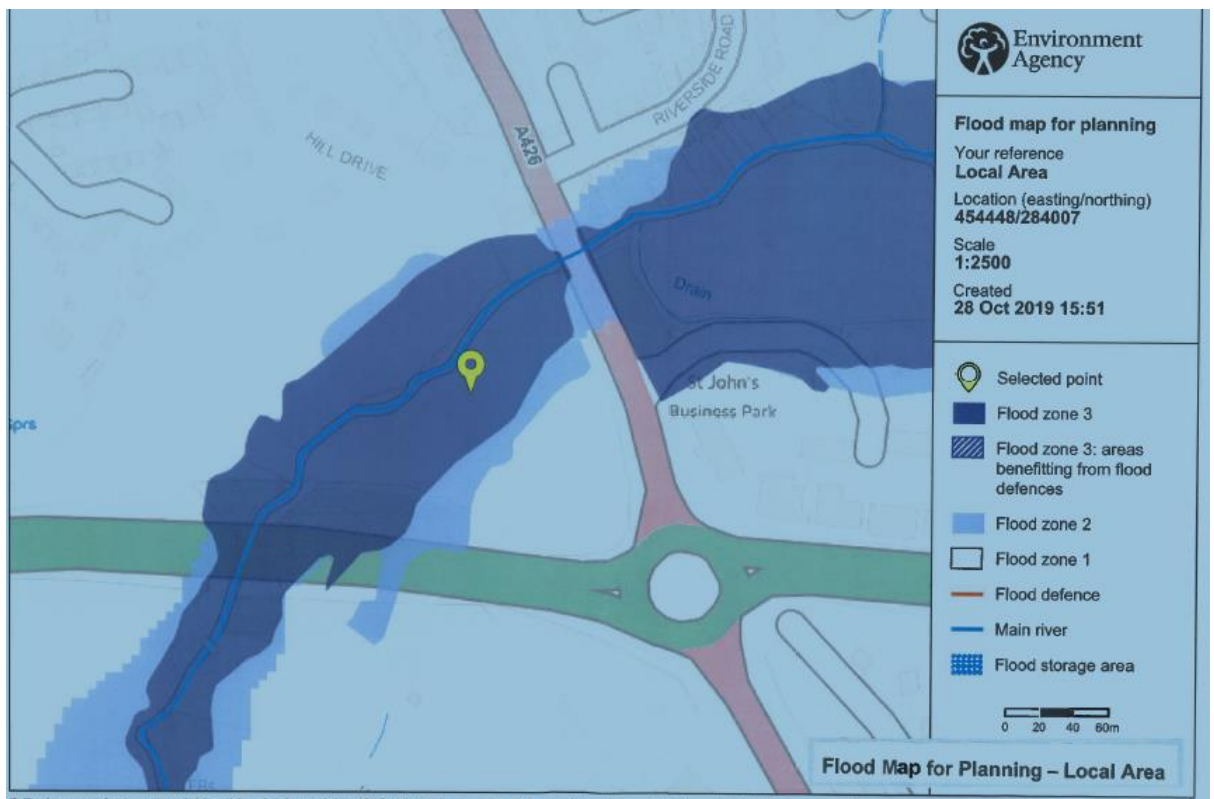 Environment
Agency
Flood map for planning
Your reference
Local Area
Location (easting/northing)
454448/284007
Scale
1:2500
Created
28 Oct 2019 15:51
Selected point
Flood zone 3
Flood zone 3: areas
benefitting from flood
defences
Flood zone 2
Flood zone 1
Flood defence
Main river
Flood storage area
0 20 40 60m
Flood Map for Planning – Local Area
RIVERSIDE ROAD
A426
HILL DRIVE
Drain
St John's
Business Park
Sprs
FBs